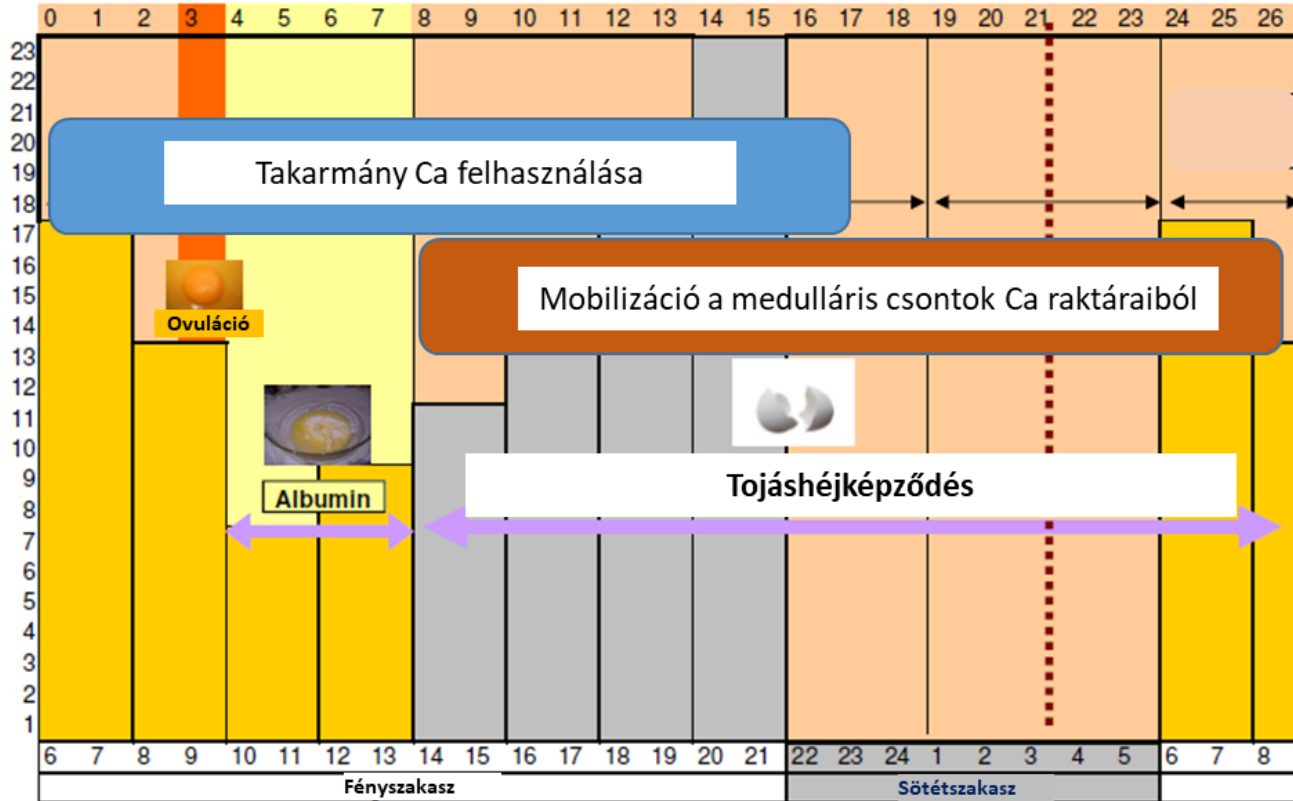 0 1 2 3 4 5 6 7 8 9 10 11 12 13 14 15 16 17 18 19 20 21 22 23 24 25 26
23
22
21
20
19
18
17
16
15
14
13
12
11
10
9
8
7
6
5
4
3
2
1
Takarmány Ca felhasználása
Mobilizáció a medulláris csontok Ca raktáraiból
Ovuláció
Albumin
Tojáshéjképződés
6 7 8 9 10 11 12 13 14 15 16 17 18 19 20 21 22 23 24 1 2 3 4 5 6 7 8
Fényszakasz Sötétszakasz